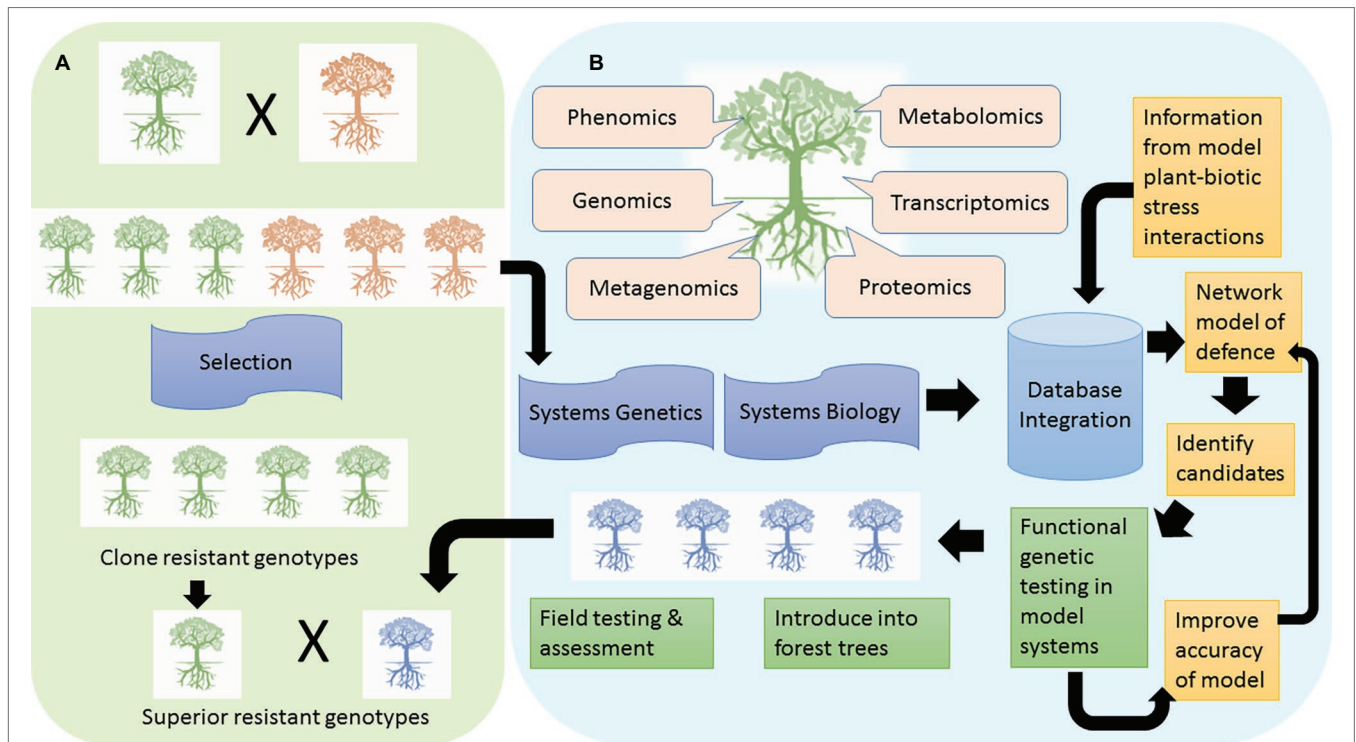 A
X
Selection
Clone resistant genotypes
X
Superior resistant genotypes
B
Phenomics
Metabolomics
Genomics
Transcriptomics
Metagenomics
Proteomics
Information
from model
plant-biotic
stress
interactions
Systems Genetics
Systems Biology
Database
Integration
Network
model of
defence
Identify
candidates
Functional
genetic
testing in
model
systems
Improve
accuracy
of model
Introduce into
forest trees
Field testing &
assessment